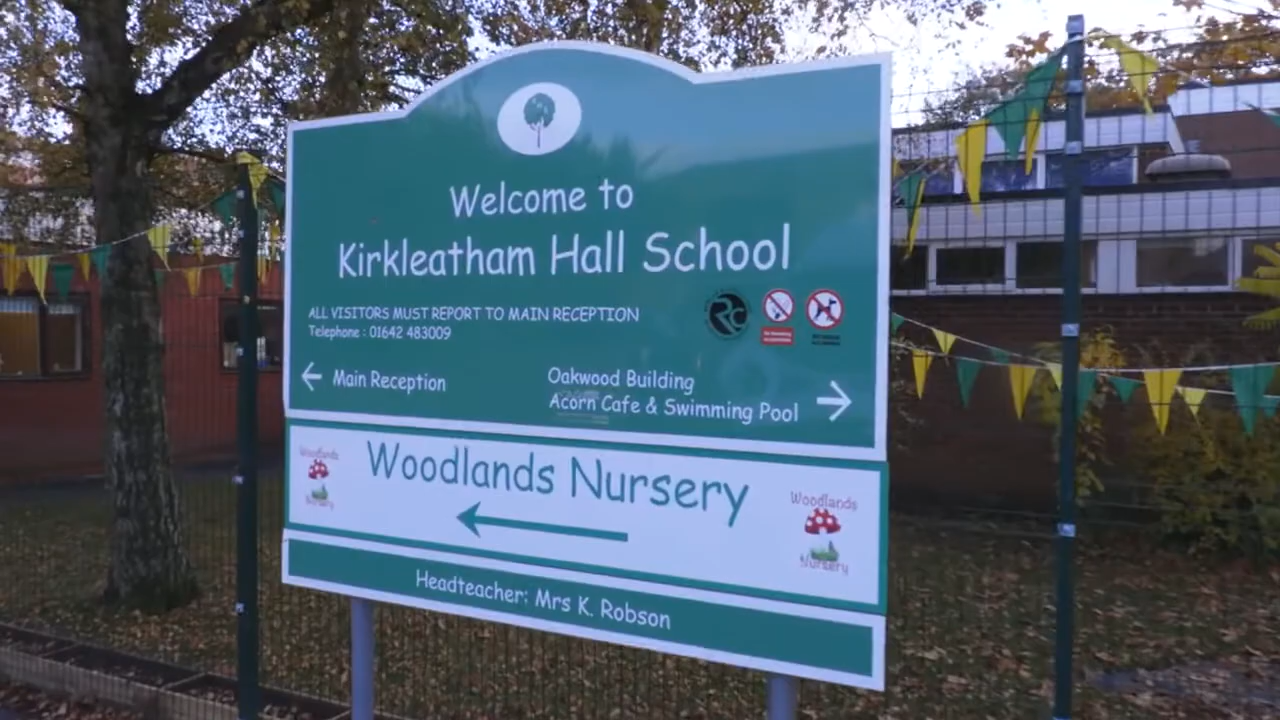 Welcome to
Kirkleatham Hall School
ALL VISITORS MUST REPORT TO MAIN RECEPTION
Telephone : 01642 483009
Main Reception
Oakwood Building
Acorn Cafe & Swimming Pool
Woodlands
Nursery
Woodlands Nursery
Woodlands
Nursery
Headteacher: Mrs K. Robson